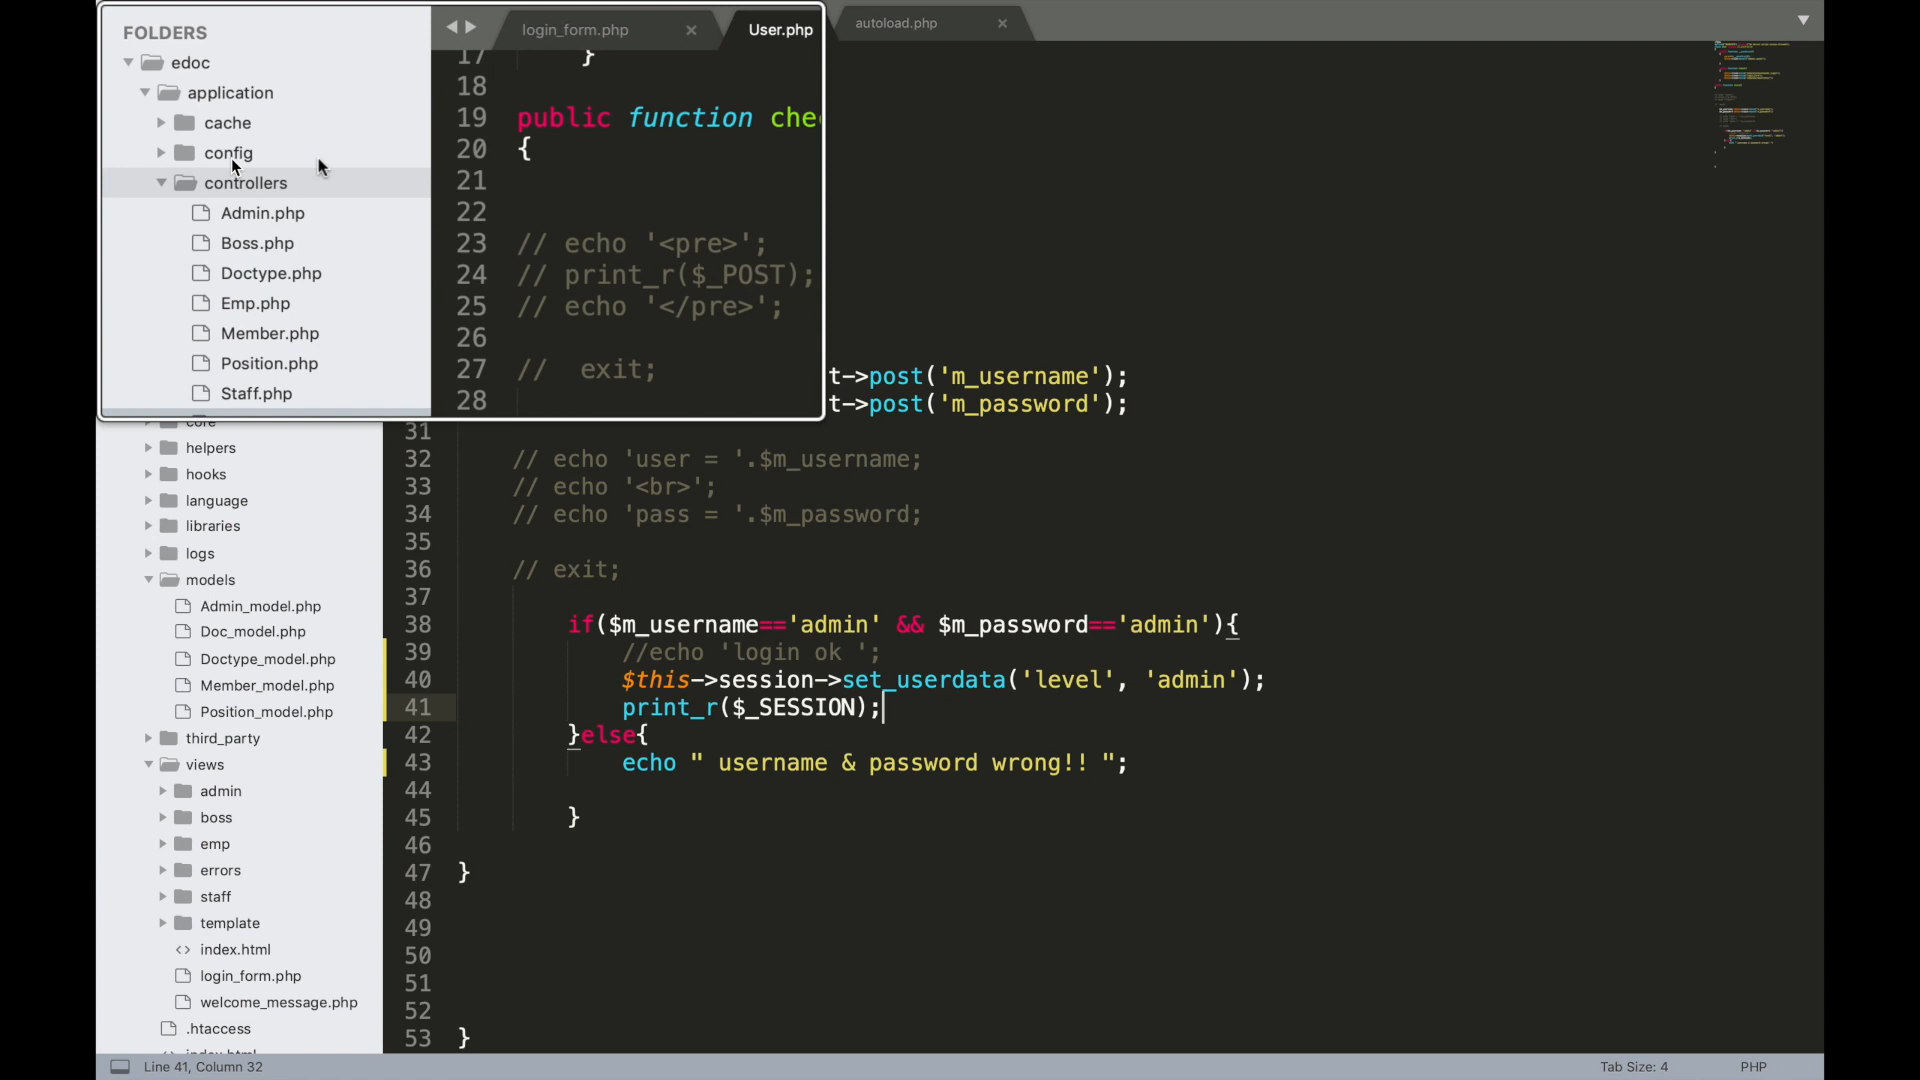 FOLDERS
edoc
application
cache
config
controllers
Admin.php
Boss.php
Doctype.php
Emp.php
Member.php
Position.php
Staff.php
core
helpers
hooks
language
libraries
logs
models
Admin_model.php
Doc_model.php
Doctype_model.php
Member_model.php
Position_model.php
third_party
views
admin
boss
emp
errors
staff
template
index.html
login_form.php
welcome_message.php
.htaccess
index.html
login_form.php
User.php
autoload.php
17 }
18
19 public function che
20 {
21
22
23 // echo '<pre>';
24 // print_r($_POST);
25 // echo '</pre>';
26
27 // exit;
28
t->post('m_username');
t->post('m_password');
31
32 // echo 'user = '.$m_username;
33 // echo '<br>';
34 // echo 'pass = '.$m_password;
35
36 // exit;
37
38 if($m_username=='admin' && $m_password=='admin'){
39 //echo 'login ok ';
40 $this->session->set_userdata('level', 'admin');
41 print_r($_SESSION);
42 }else{
43 echo " username & password wrong!! ";
44
45 }
46
47 }
48
49
50
51
52
53 }
Line 41, Column 32
Tab Size: 4
PHP